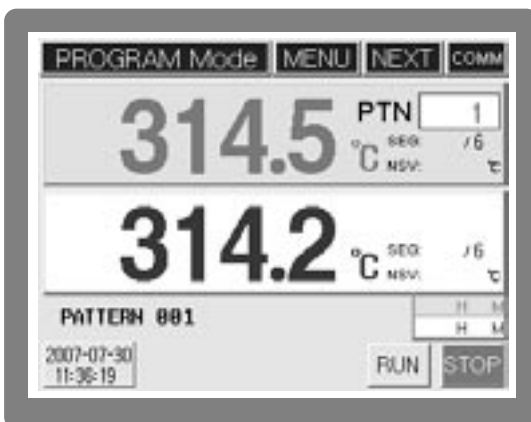 PROGRAM Mode MENU NEXT COMM
314.5 °C PTN 1
SEG: /6
NSV: ℃
314.2 °C SEG: /6
NSV: ℃
PATTERN 001
H M
H M
2007-07-30
11:36:19
RUN STOP